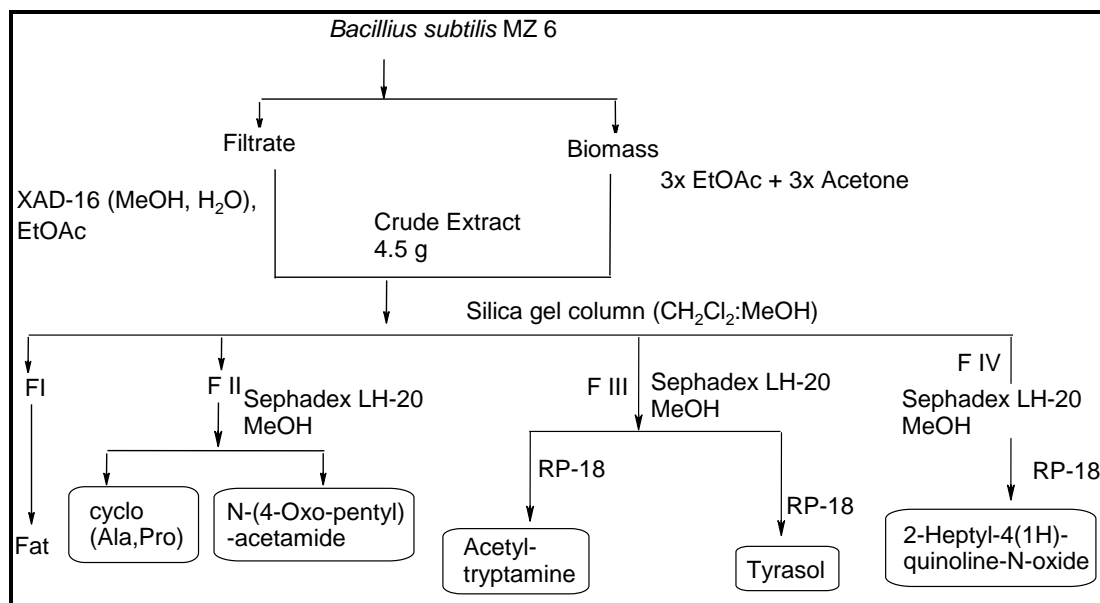 Bacillius subtilis MZ 6
Filtrate
Biomass
3x EtOAc + 3x Acetone
XAD-16 (MeOH, H2O),
EtOAc
Crude Extract
4.5 g
Silica gel column (CH2Cl2:MeOH)
FI
F II
Sephadex LH-20
MeOH
F III
Sephadex LH-20
MeOH
F IV
Sephadex LH-20
MeOH
RP-18
RP-18
RP-18
Fat
cyclo
(Ala,Pro)
N-(4-Oxo-pentyl)
-acetamide
Acetyl-
tryptamine
Tyrasol
2-Heptyl-4(1H)-
quinoline-N-oxide